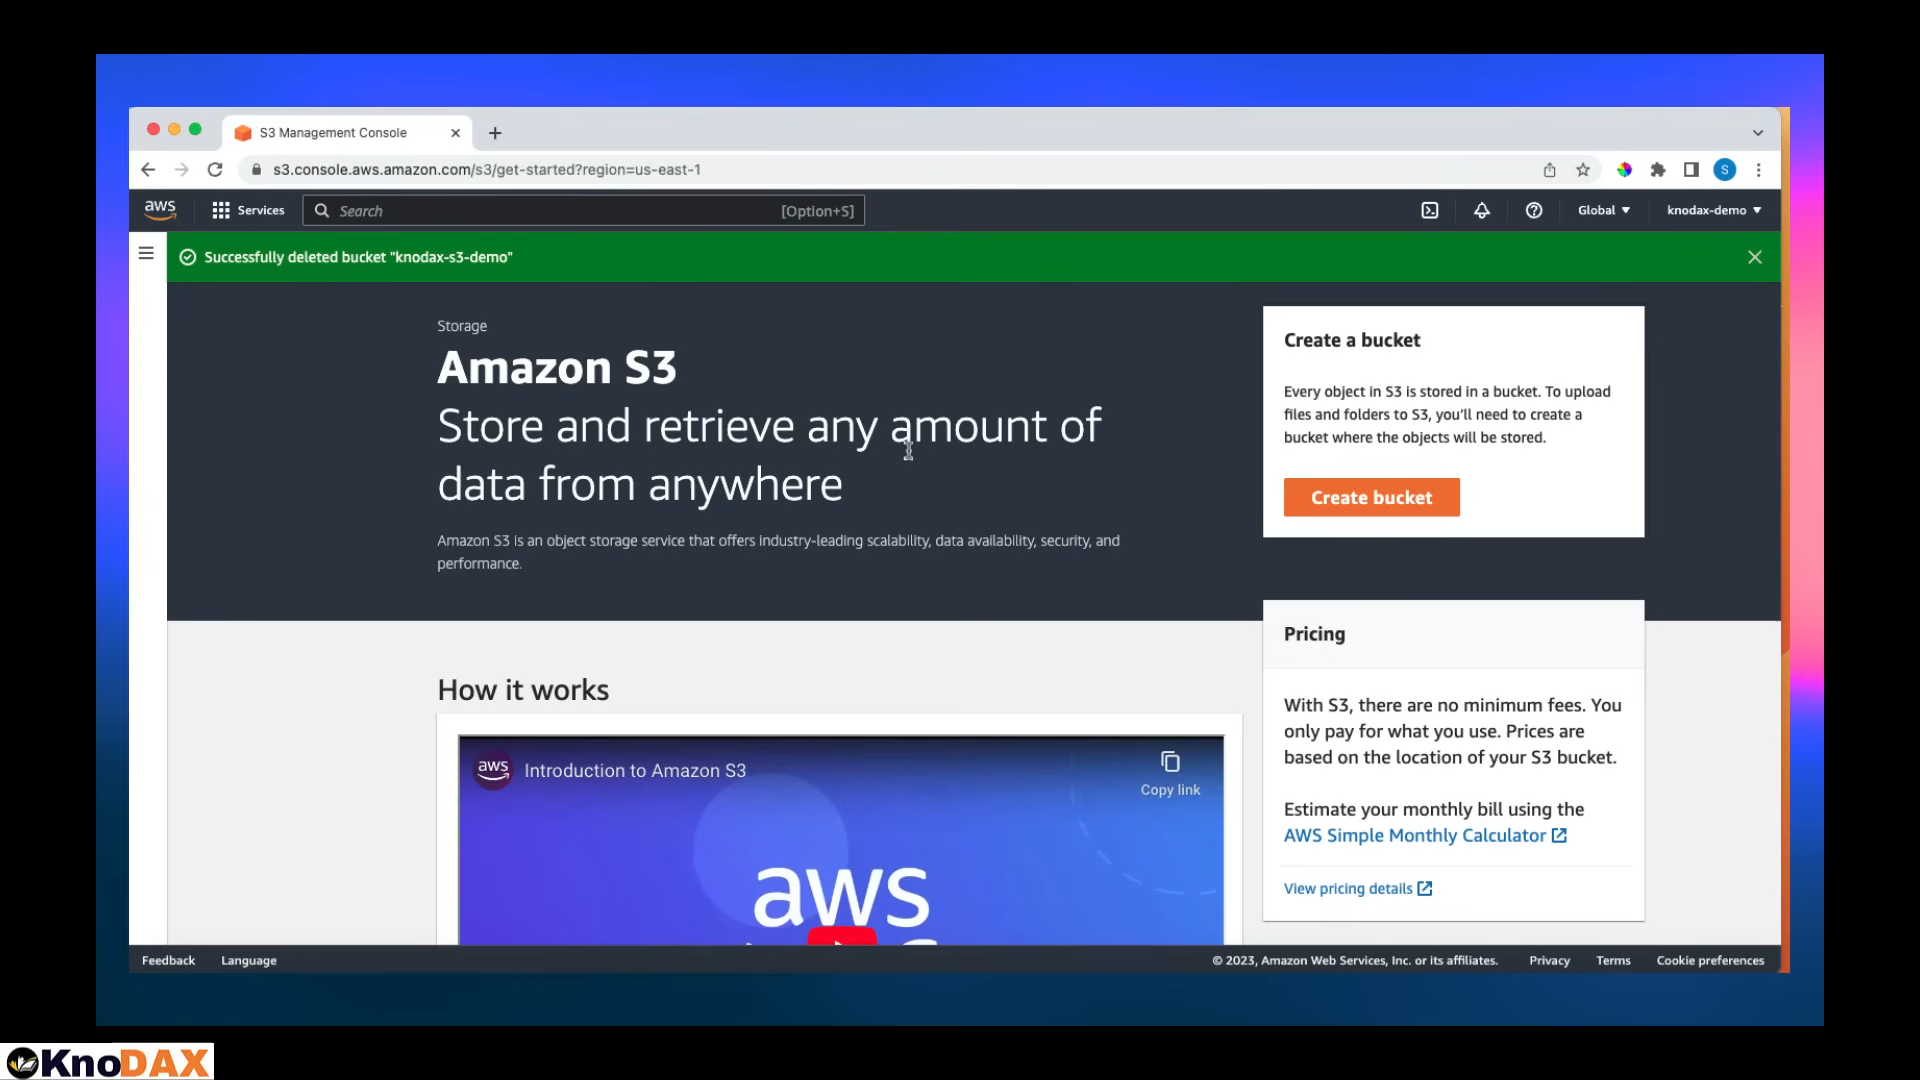 S3 Management Console
s3.console.aws.amazon.com/s3/get-started?region=us-east-1
S
aws
Services
Search
[Option+S]
Global
knodax-demo
Successfully deleted bucket "knodax-s3-demo"
Storage
Amazon S3
Store and retrieve any amount of
data from anywhere
Amazon S3 is an object storage service that offers industry-leading scalability, data availability, security, and
performance.
Create a bucket
Every object in S3 is stored in a bucket. To upload
files and folders to S3, you'll need to create a
bucket where the objects will be stored.
Create bucket
Pricing
With S3, there are no minimum fees. You
only pay for what you use. Prices are
based on the location of your S3 bucket.
Estimate your monthly bill using the
AWS Simple Monthly Calculator
View pricing details
How it works
aws
Introduction to Amazon S3
Copy link
aws
Feedback
Language
© 2023, Amazon Web Services, Inc. or its affiliates.
Privacy
Terms
Cookie preferences
KnoDAX